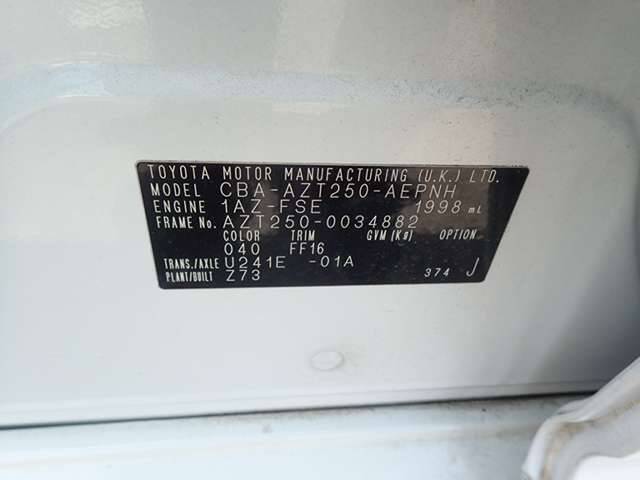 TOYOTA MOTOR MANUFACTURING (U.K.) LTD.
MODEL CBA-AZT250-AEPNH
ENGINE 1AZ-FSE 1998 mL
FRAME No. AZT250-0034882
COLOR TRIM GVM (Kg) OPTION
040 FF16
TRANS./AXLE U241E -01A
PLANT/BUILT Z73 374 J